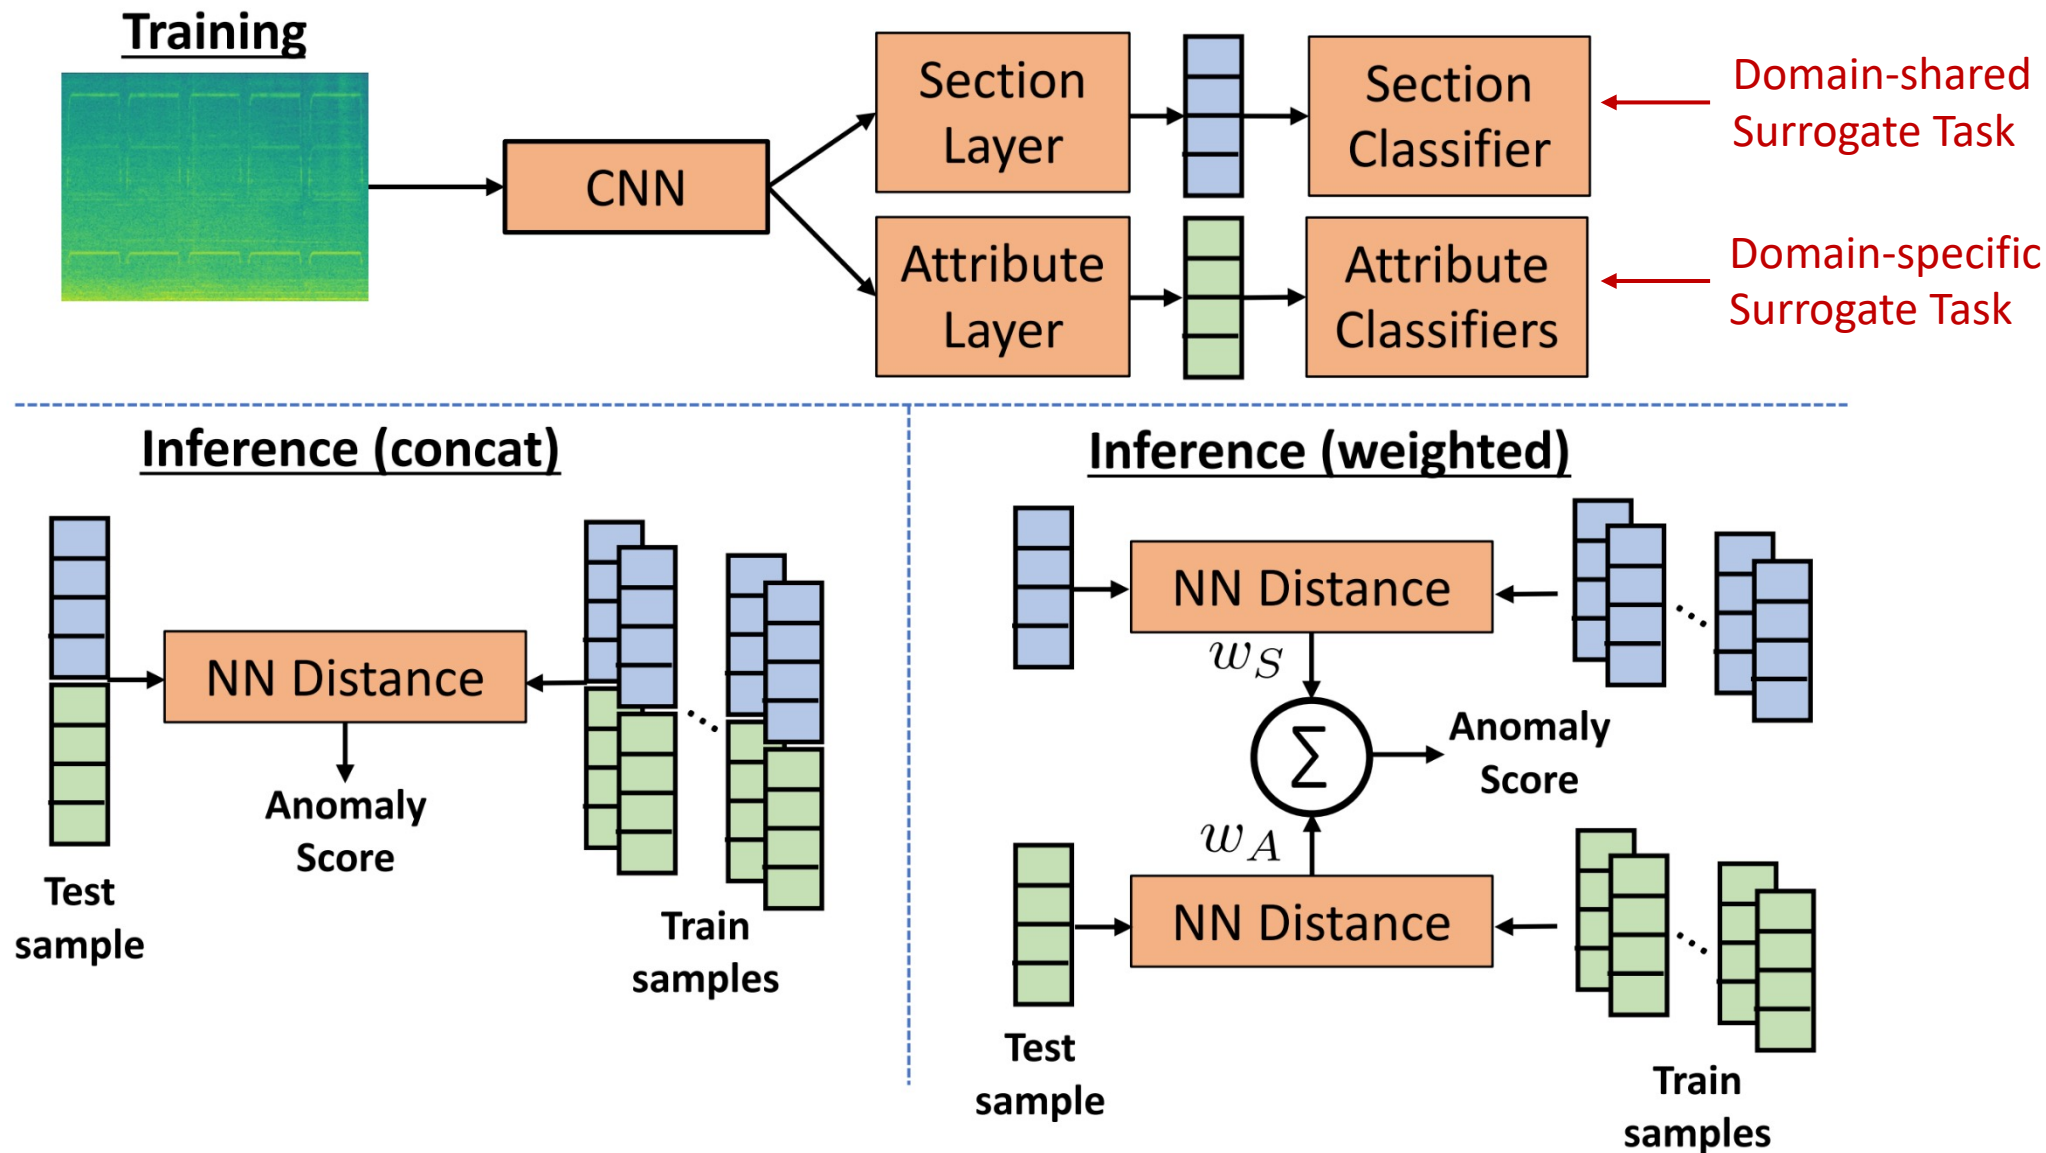 Training
CNN
Section
Layer
Section
Classifier
Domain-shared
Surrogate Task
Attribute
Layer
Attribute
Classifiers
Domain-specific
Surrogate Task
Inference (concat)
NN Distance
Anomaly
Score
Test
sample
Train
samples
Inference (weighted)
NN Distance
w_S
Σ
Anomaly
Score
w_A
NN Distance
Test
sample
Train
samples